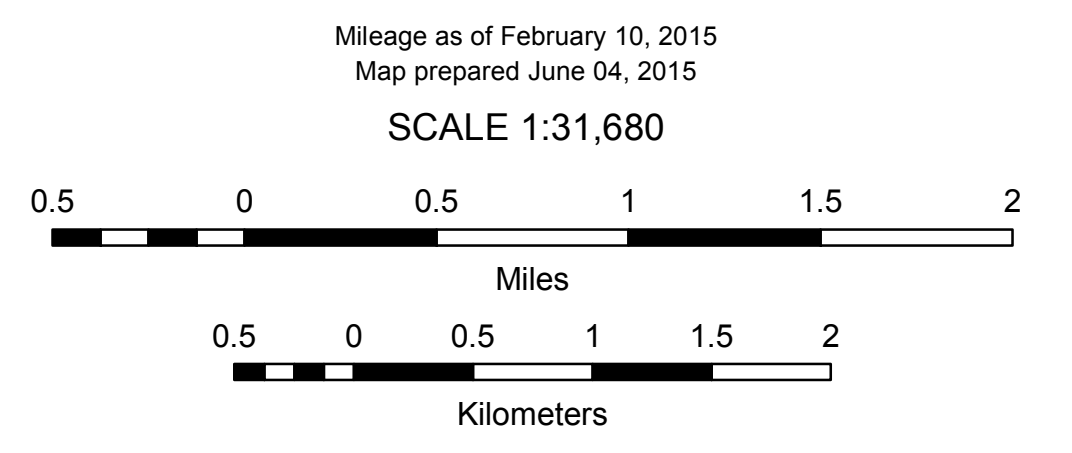 Mileage as of February 10, 2015
Map prepared June 04, 2015
SCALE 1:31,680
0.5 0 0.5 1 1.5 2
Miles
0.5 0 0.5 1 1.5 2
Kilometers